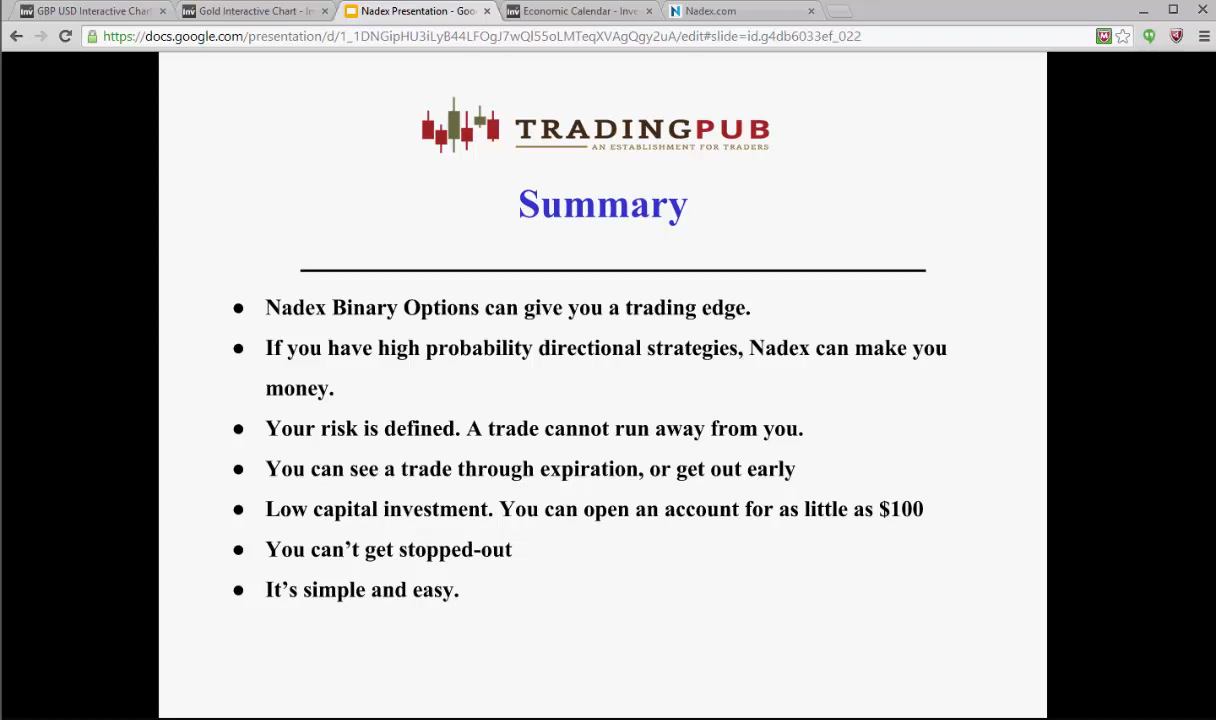 GBP USD Interactive Chart
Gold Interactive Chart - In
Nadex Presentation - Goo
Economic Calendar - Inve
Nadex.com
https://docs.google.com/presentation/d/1_1DNGipHU3iLyB44LFOgJ7wQl55oLMTeqXVAgQgy2uA/edit#slide=id.g4db6033ef_022
TRADINGPUB
AN ESTABLISHMENT FOR TRADERS
Summary
● Nadex Binary Options can give you a trading edge.
● If you have high probability directional strategies, Nadex can make you
money.
● Your risk is defined. A trade cannot run away from you.
● You can see a trade through expiration, or get out early
● Low capital investment. You can open an account for as little as $100
● You can’t get stopped-out
● It’s simple and easy.